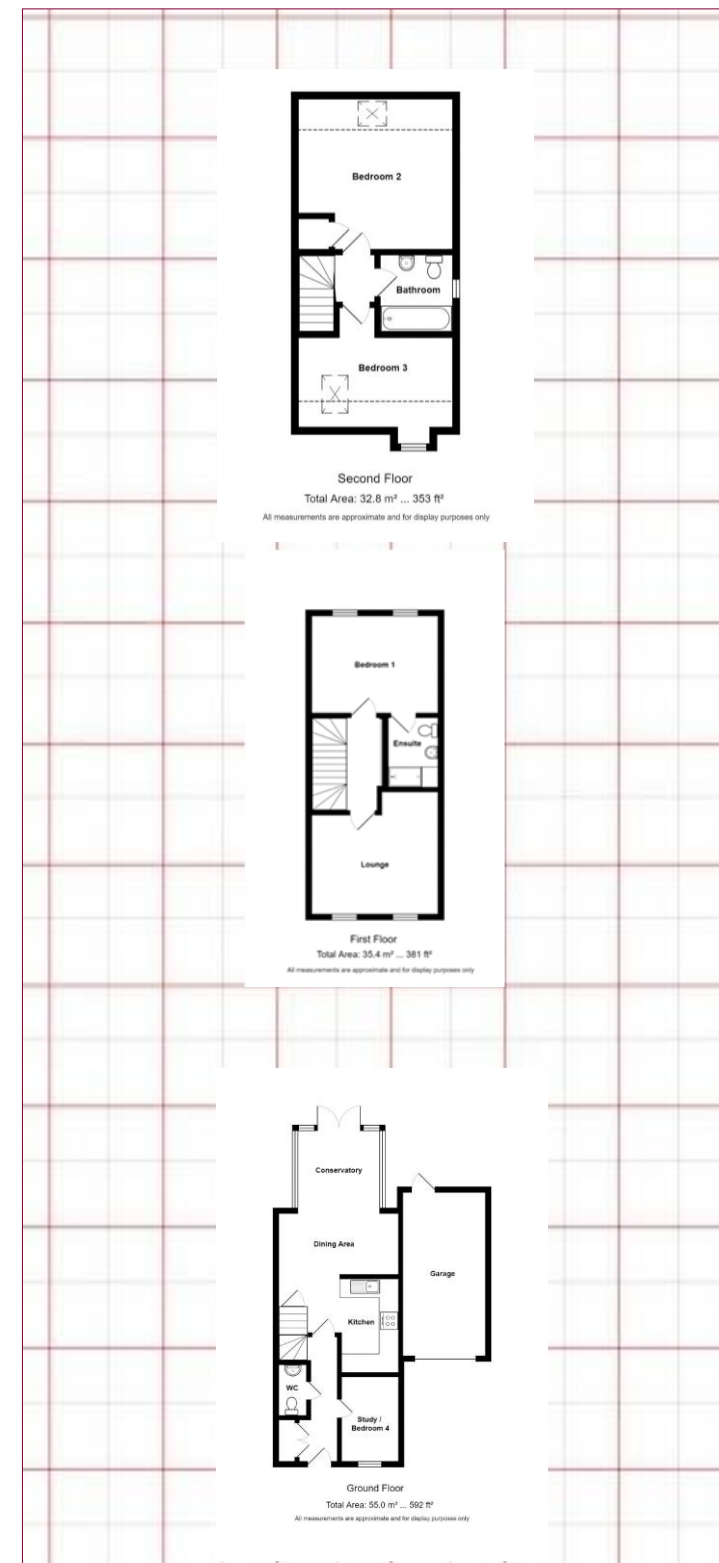 Bedroom 2
Bathroom
Bedroom 3
Second Floor
Total Area: 32.8 m² ... 353 ft²
All measurements are approximate and for display purposes only
Bedroom 1
Ensuite
Lounge
First Floor
Total Area: 35.4 m² ... 381 ft²
All measurements are approximate and for display purposes only
Conservatory
Dining Area
Garage
Kitchen
WC
Study /
Bedroom 4
Ground Floor
Total Area: 55.0 m² ... 592 ft²
All measurements are approximate and for display purposes only